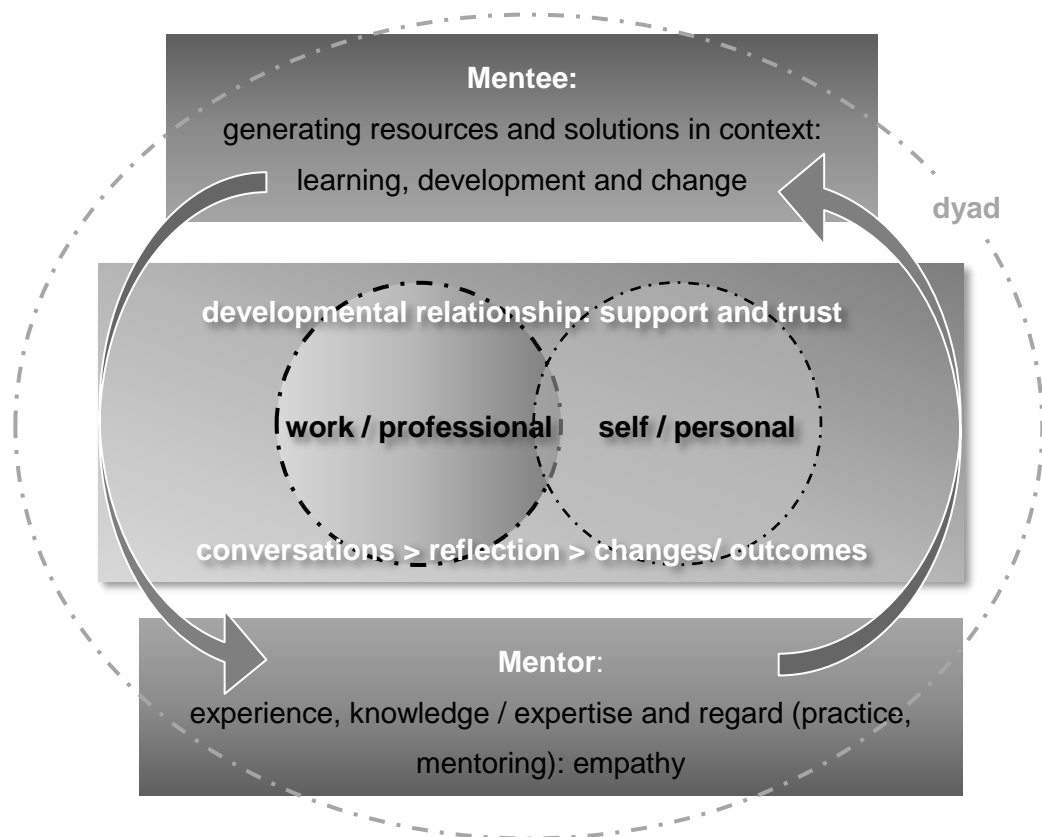 Mentee:
generating resources and solutions in context:
learning, development and change
dyad
developmental relationship: support and trust
work / professional
self / personal
conversations > reflection > changes/ outcomes
Mentor:
experience, knowledge / expertise and regard (practice,
mentoring): empathy